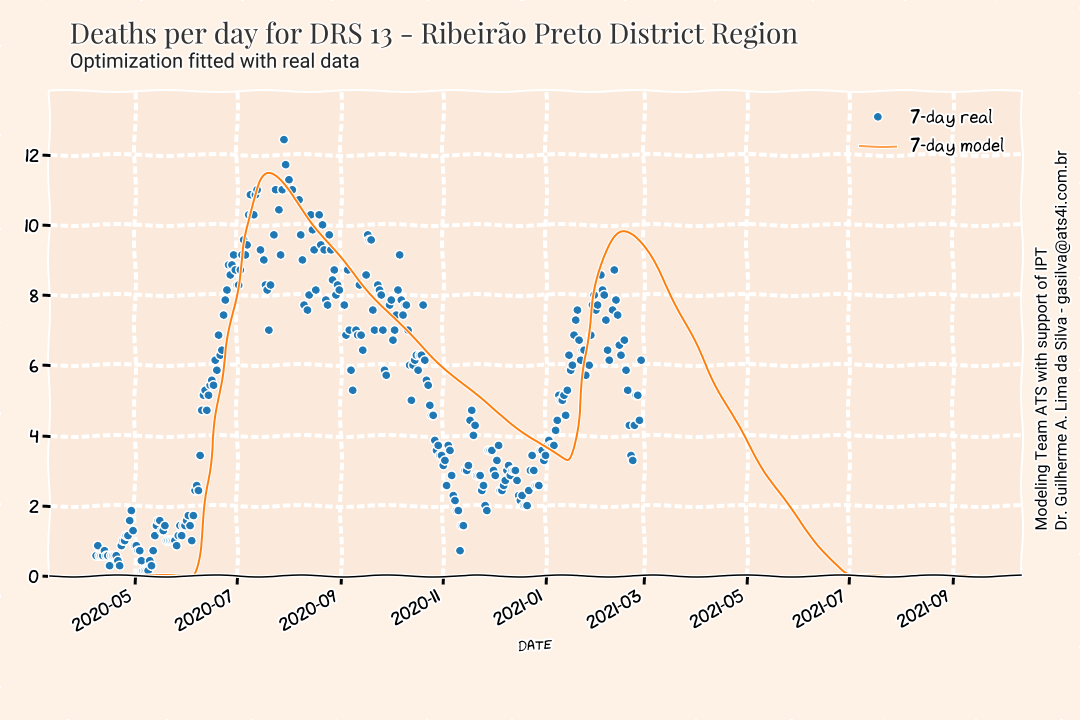 Deaths per day for DRS 13 - Ribeirão Preto District Region
Optimization fitted with real data
7-day real
7-day model
12
10
8
6
4
2
0
2020-05
2020-07
2020-09
2020-11
2021-01
2021-03
2021-05
2021-07
2021-09
DATE
Modeling Team ATS with support of IPT
Dr. Guilherme A. Lima da Silva - gasilva@ats4i.com.br